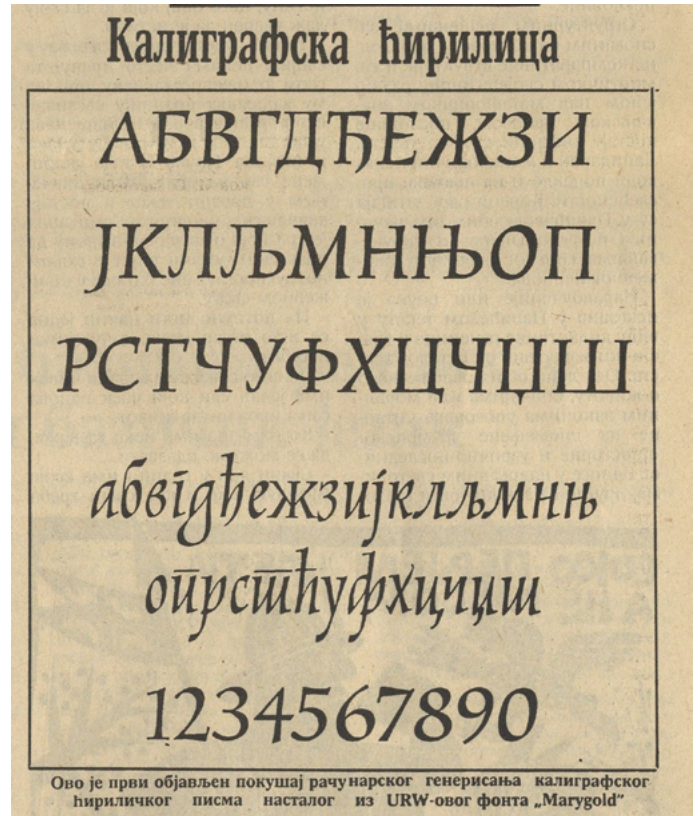 Калиграфска ћирилица
АБВГДЂЕЖЗИ
ЈКЛЉМНЊОП
РСТЧУФХЦЧЏШ
абвгдђежзијклљмнњ
опрстћуфхцчџш
1234567890
Ово је први објављен покушај рачунарског генерисања калиграфског
ћириличког писма насталог из URW-овог фонта „Marygold”